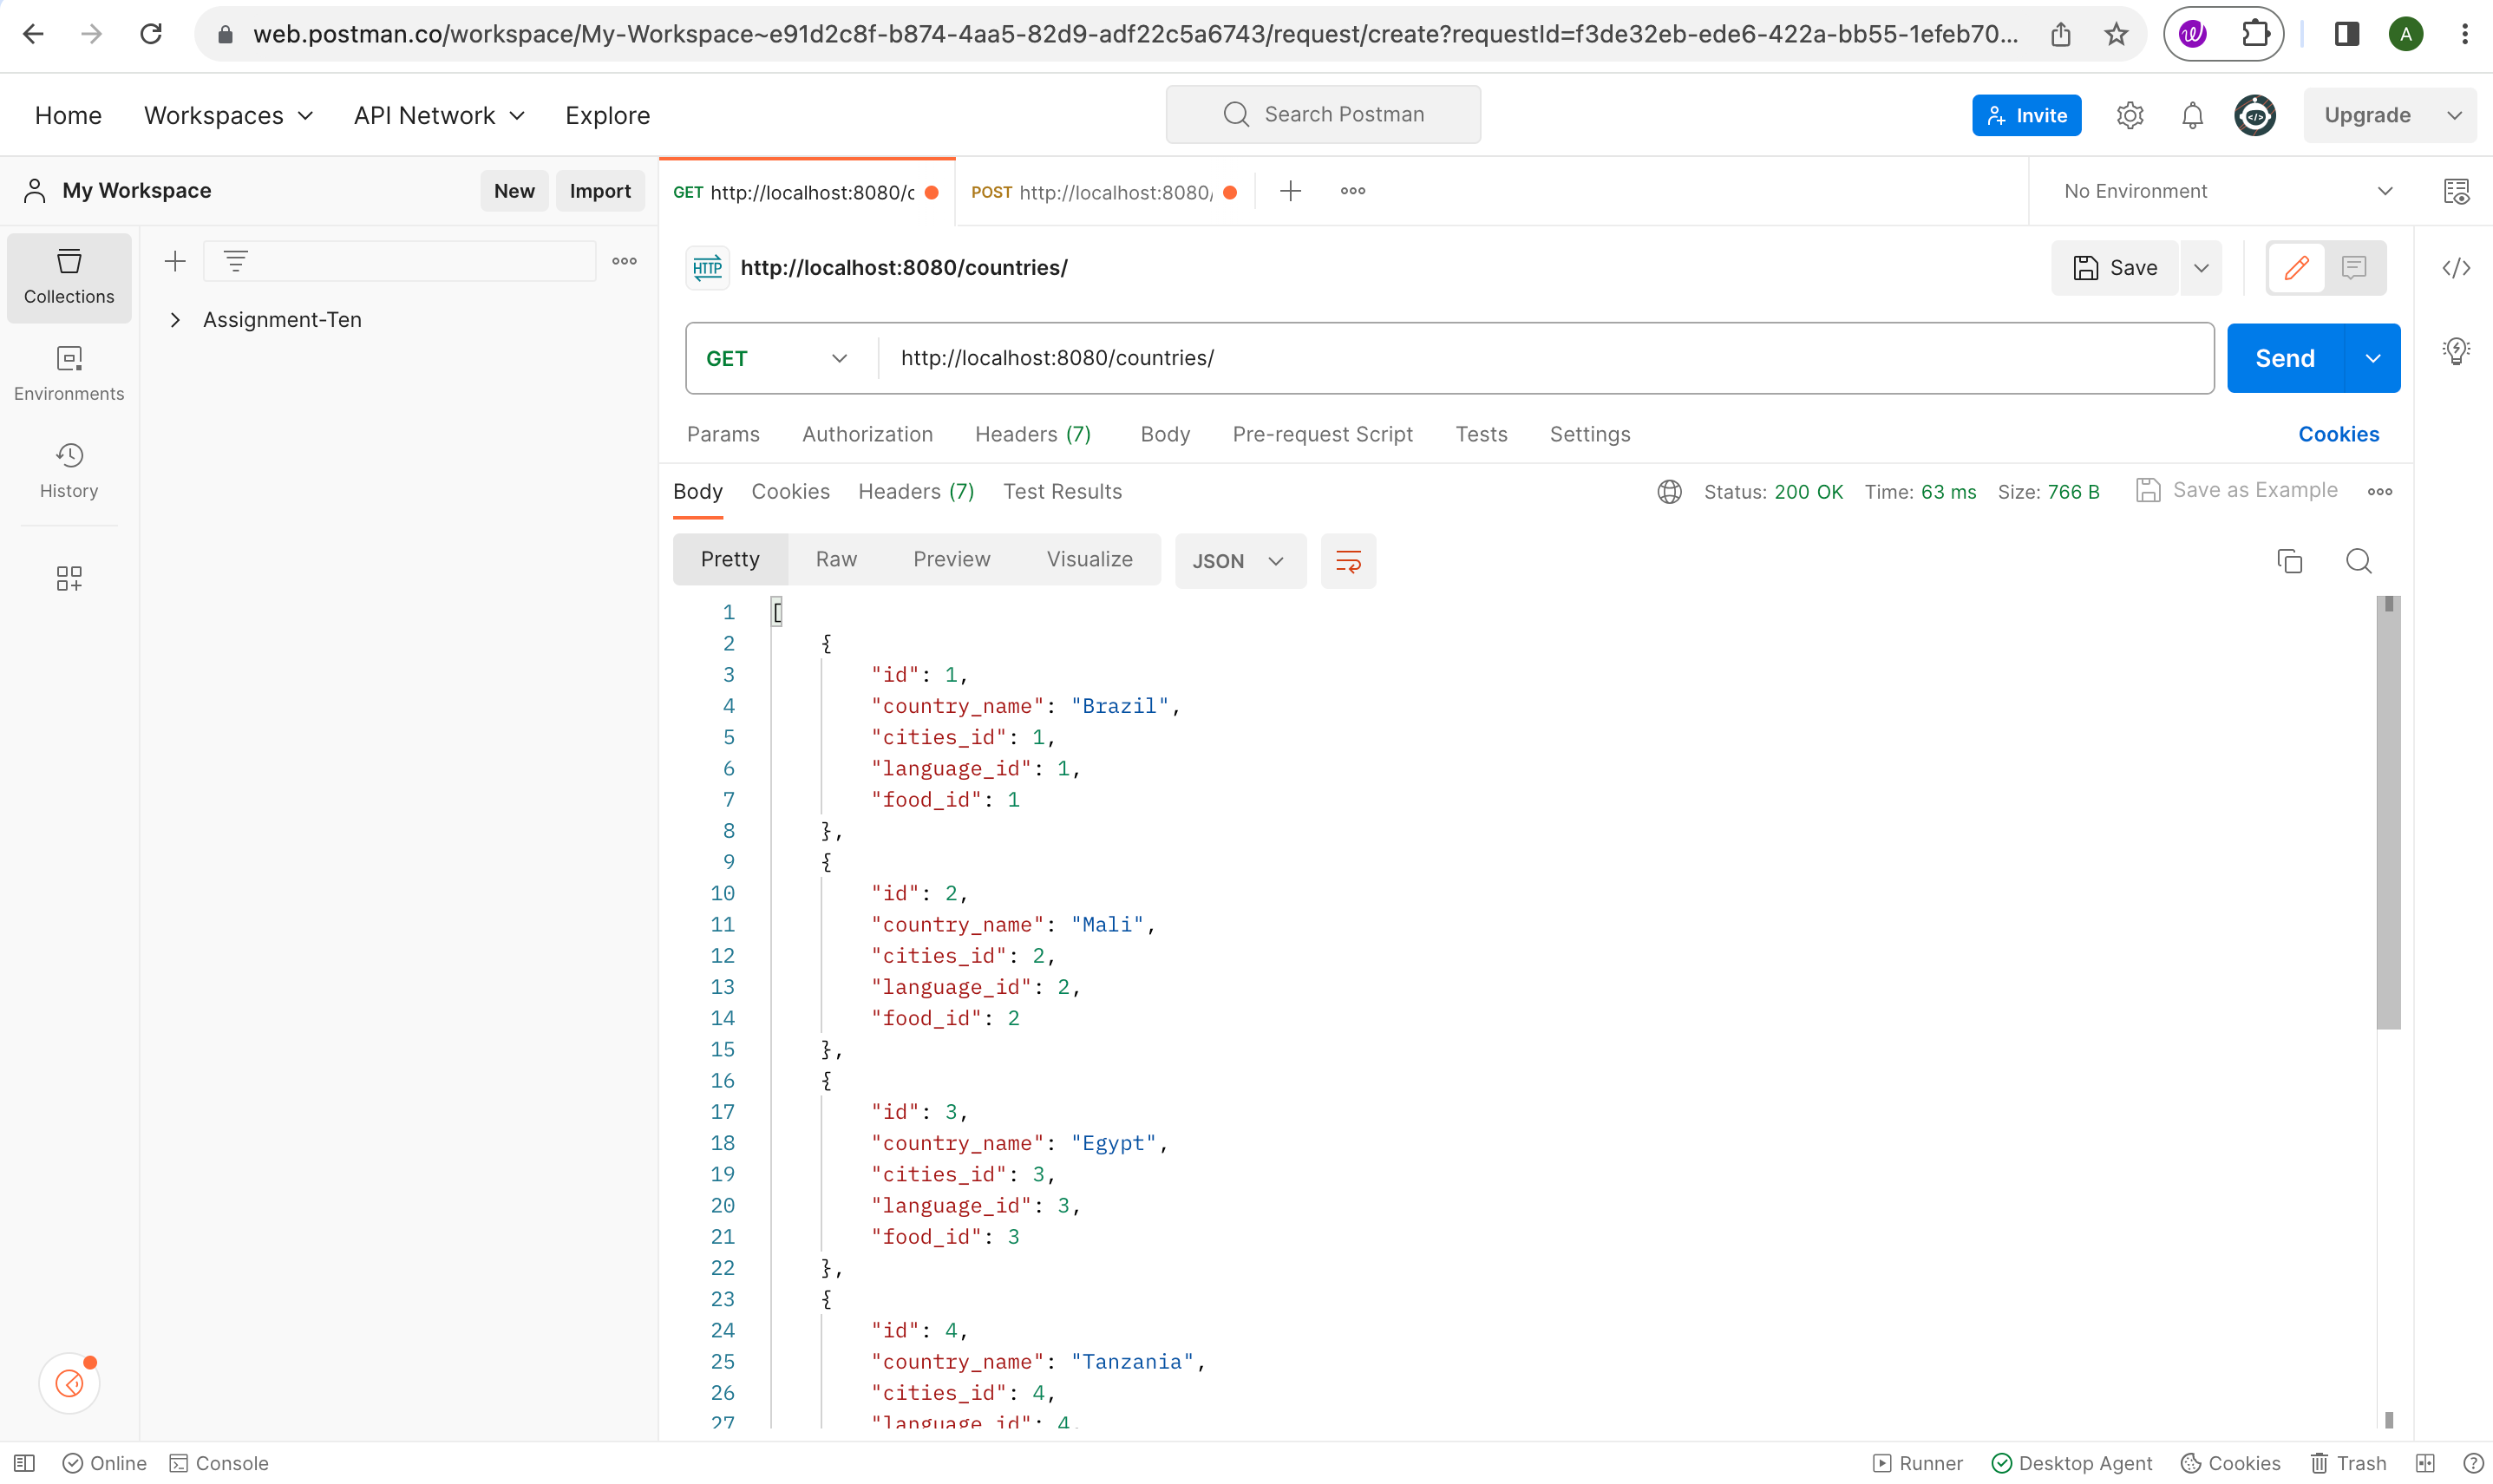 web.postman.co/workspace/My-Workspace~e91d2c8f-b874-4aa5-82d9-adf22c5a6743/request/create?requestId=f3de32eb-ede6-422a-bb55-1efeb70...
A
Home Workspaces API Network Explore
Search Postman
Invite
Upgrade
My Workspace
New Import
GET http://localhost:8080/c
POST http://localhost:8080/
No Environment
Collections
Environments
History
Assignment-Ten
HTTP http://localhost:8080/countries/
Save
GET http://localhost:8080/countries/
Send
Params Authorization Headers (7) Body Pre-request Script Tests Settings
Cookies
Body Cookies Headers (7) Test Results
Status: 200 OK Time: 63 ms Size: 766 B
Save as Example
Pretty Raw Preview Visualize JSON
1 [
2 {
3 "id": 1,
4 "country_name": "Brazil",
5 "cities_id": 1,
6 "language_id": 1,
7 "food_id": 1
8 },
9 {
10 "id": 2,
11 "country_name": "Mali",
12 "cities_id": 2,
13 "language_id": 2,
14 "food_id": 2
15 },
16 {
17 "id": 3,
18 "country_name": "Egypt",
19 "cities_id": 3,
20 "language_id": 3,
21 "food_id": 3
22 },
23 {
24 "id": 4,
25 "country_name": "Tanzania",
26 "cities_id": 4,
27 "language_id": 4,
Online Console
Runner Desktop Agent Cookies Trash